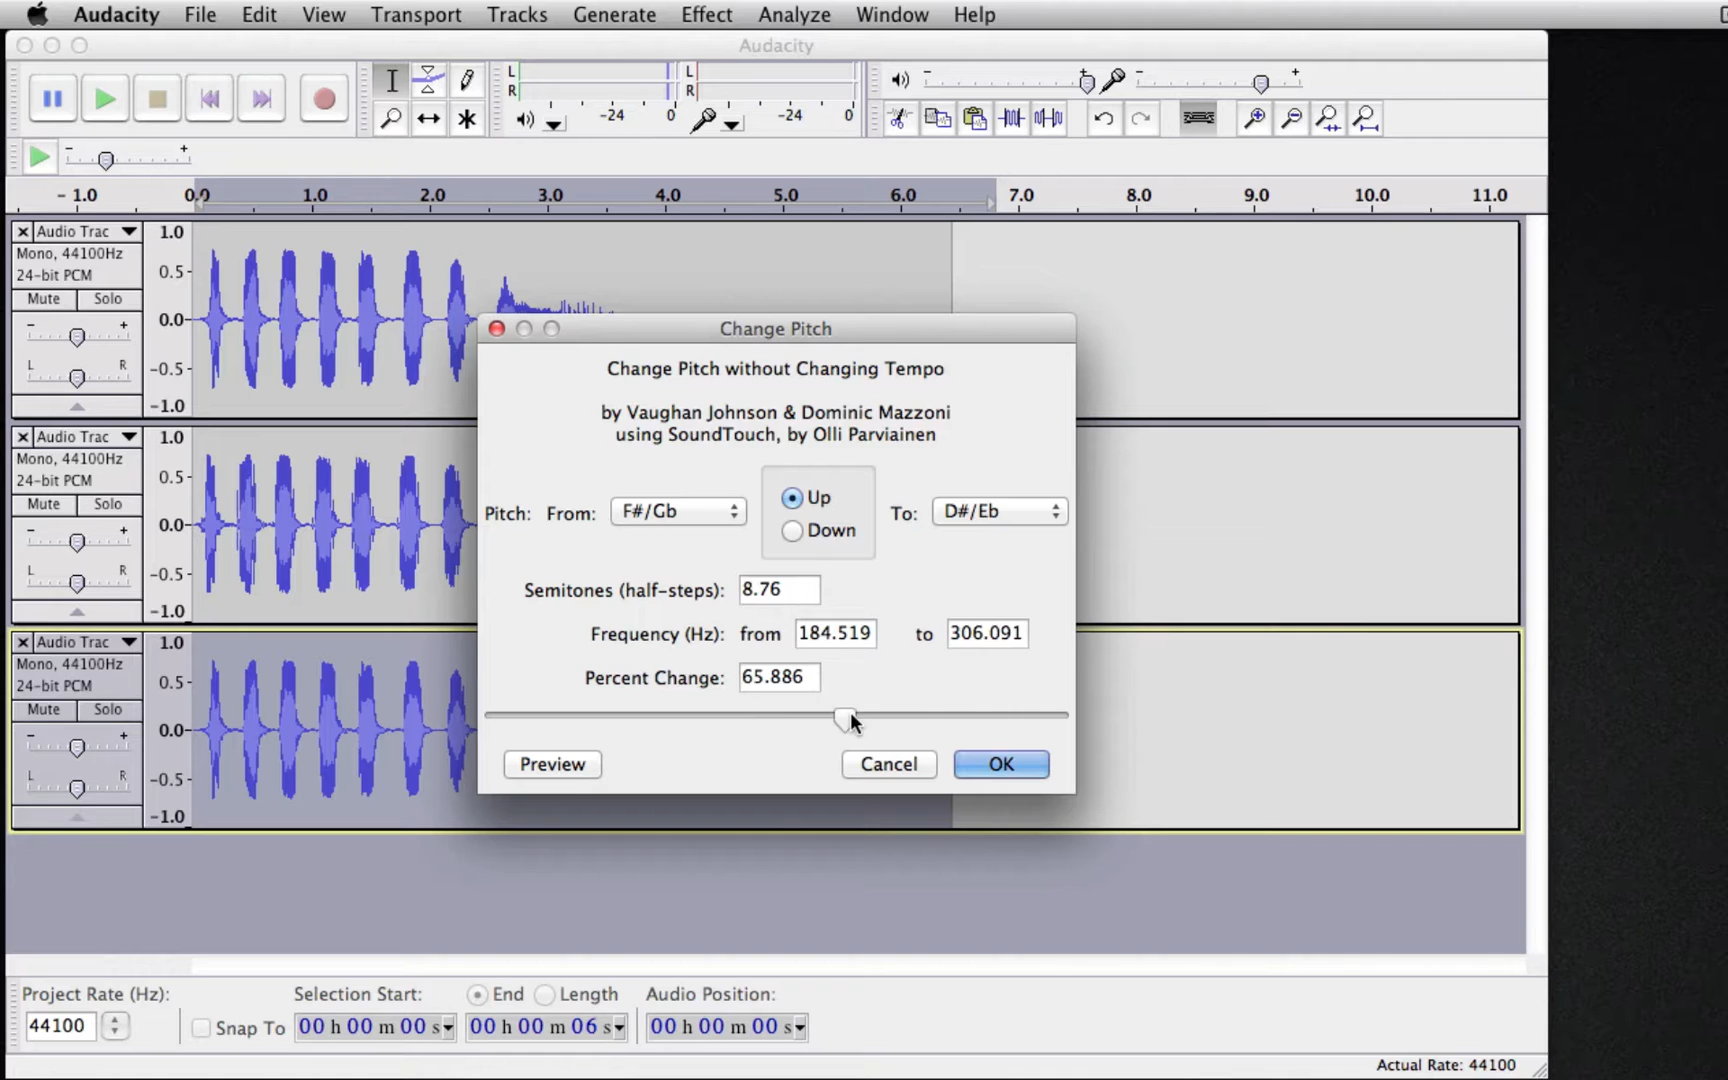 Audacity File Edit View Transport Tracks Generate Effect Analyze Window Help
Audacity
L R -24 0 L R -24 0
- + - +
- 1.0 0.0 1.0 2.0 3.0 4.0 5.0 6.0 7.0 8.0 9.0 10.0 11.0
Audio Trac
Mono, 44100Hz
24-bit PCM
Mute Solo
- +
L R
1.0
0.5
0.0
-0.5
-1.0
Audio Trac
Mono, 44100Hz
24-bit PCM
Mute Solo
- +
L R
1.0
0.5
0.0
-0.5
-1.0
Audio Trac
Mono, 44100Hz
24-bit PCM
Mute Solo
- +
L R
1.0
0.5
0.0
-0.5
-1.0
Change Pitch
Change Pitch without Changing Tempo
by Vaughan Johnson & Dominic Mazzoni
using SoundTouch, by Olli Parviainen
Pitch: From: F#/Gb Up Down To: D#/Eb
Semitones (half-steps): 8.76
Frequency (Hz): from 184.519 to 306.091
Percent Change: 65.886
Preview Cancel OK
Project Rate (Hz): Selection Start: End Length Audio Position:
44100 Snap To 00 h 00 m 00 s 00 h 00 m 06 s 00 h 00 m 00 s
Actual Rate: 44100